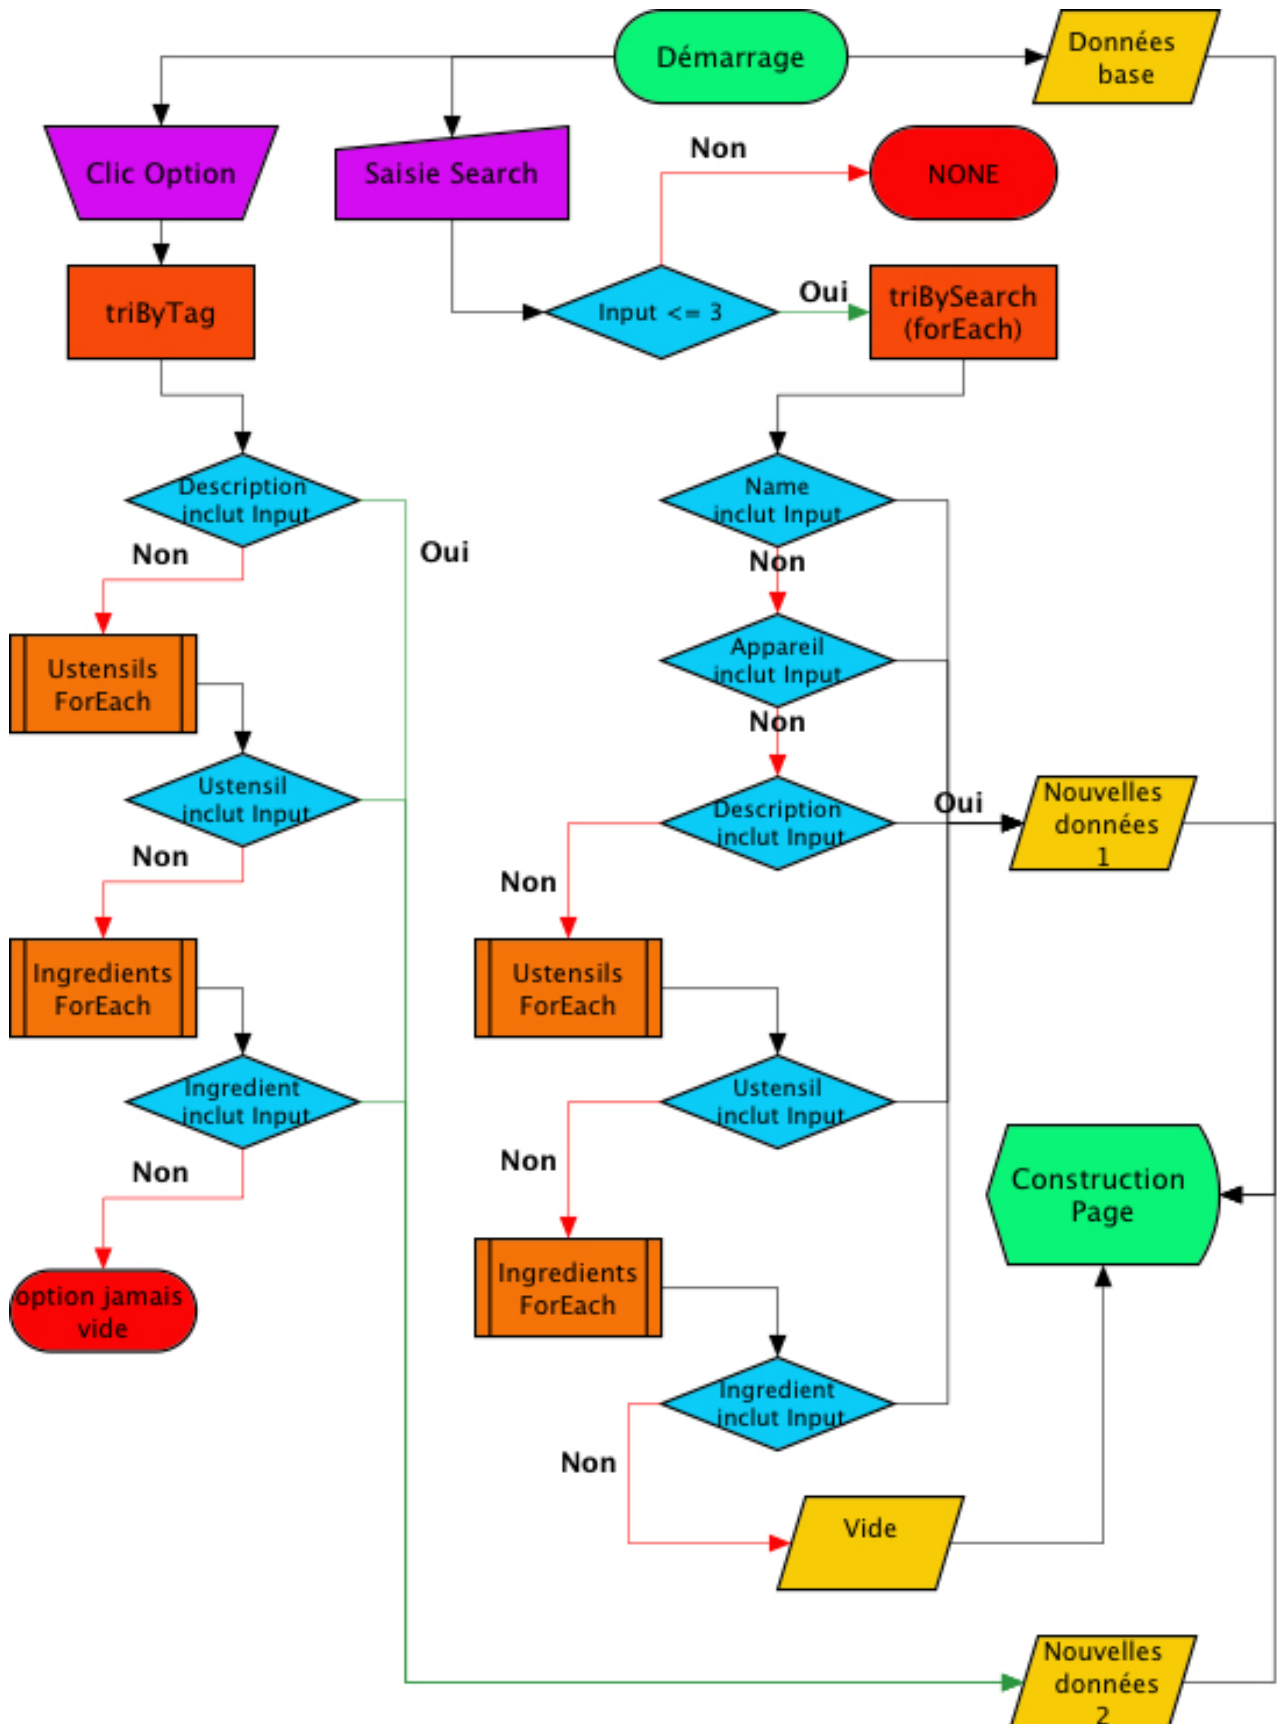 Démarrage
Données
base
Clic Option
Saisie Search
Non
NONE
triByTag
Input <= 3
Oui
triBySearch
(forEach)
Description
inclut Input
Non
Oui
Name
inclut Input
Non
Ustensils
ForEach
Appareil
inclut Input
Non
Ustensil
inclut Input
Non
Description
inclut Input
Oui
Nouvelles
données
1
Non
Ingredients
ForEach
Ustensils
ForEach
Ingredient
inclut Input
Non
Ustensil
inclut Input
Non
Construction
Page
option jamais
vide
Ingredients
ForEach
Ingredient
inclut Input
Non
Vide
Nouvelles
données
2